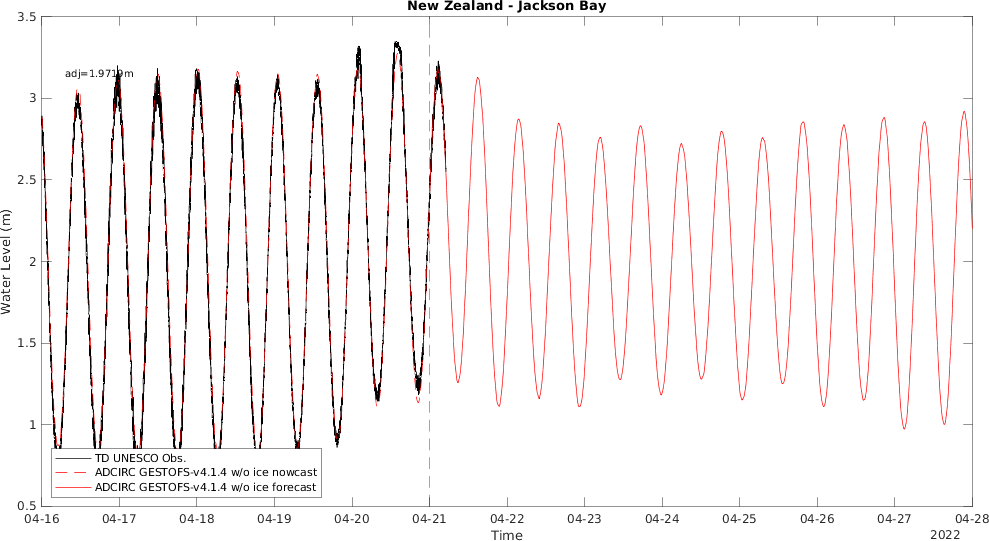 New Zealand - Jackson Bay
3.5
3
2.5
2
1.5
1
0.5
Water Level (m)
adj=1.9719m
TD UNESCO Obs.
ADCIRC GESTOFS-v4.1.4 w/o ice nowcast
ADCIRC GESTOFS-v4.1.4 w/o ice forecast
04-16 04-17 04-18 04-19 04-20 04-21 04-22 04-23 04-24 04-25 04-26 04-27 04-28
Time
2022